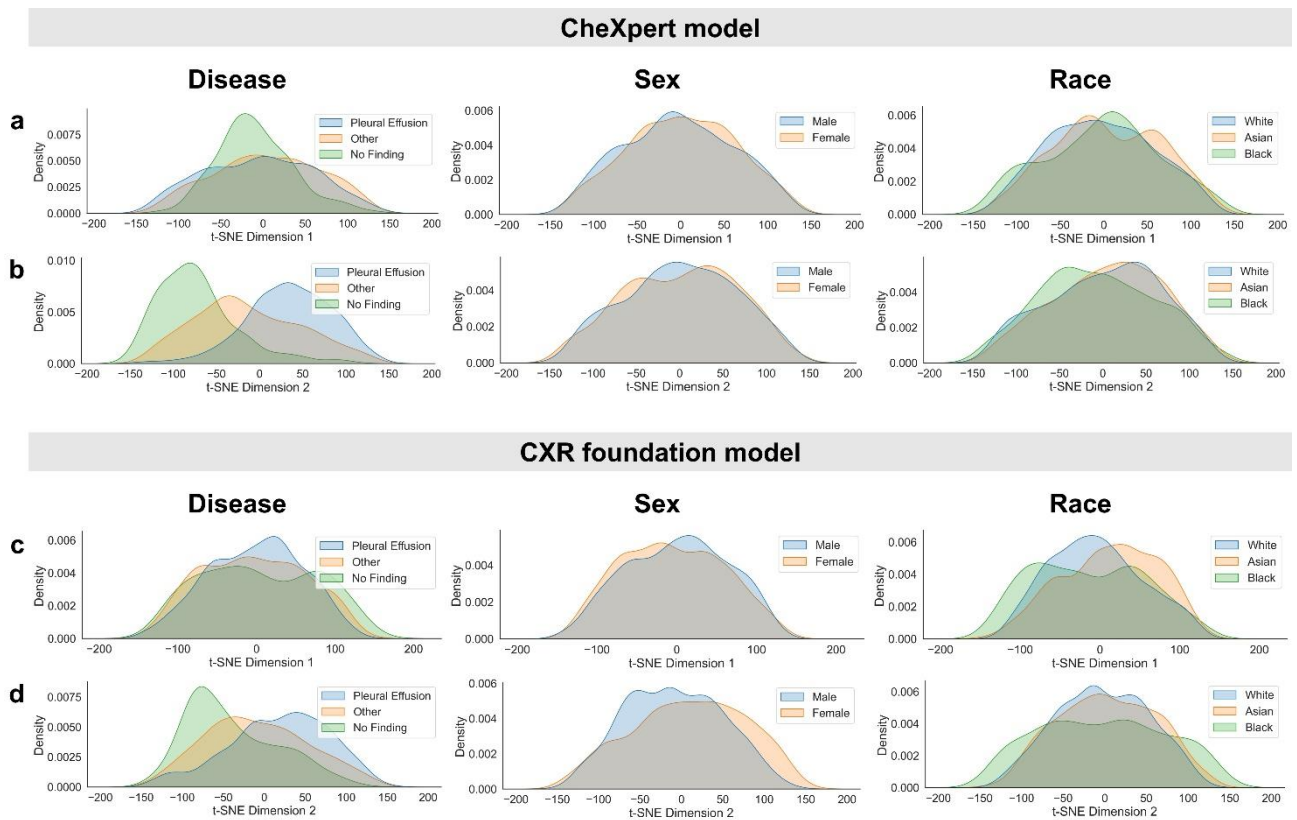 CheXpert model
Disease Sex Race
a
Density
0.0075
0.0050
0.0025
0.0000
Pleural Effusion
Other
No Finding
−200 −150 −100 −50 0 50 100 150 200
t-SNE Dimension 1
Density
0.006
0.004
0.002
0.000
Male
Female
−200 −150 −100 −50 0 50 100 150 200
t-SNE Dimension 1
Density
0.006
0.004
0.002
0.000
White
Asian
Black
−200 −150 −100 −50 0 50 100 150 200
t-SNE Dimension 1
b
Density
0.010
0.005
0.000
Pleural Effusion
Other
No Finding
−200 −150 −100 −50 0 50 100 150 200
t-SNE Dimension 2
Density
0.006
0.004
0.002
0.000
Male
Female
−200 −150 −100 −50 0 50 100 150 200
t-SNE Dimension 2
Density
0.004
0.002
0.000
White
Asian
Black
−200 −150 −100 −50 0 50 100 150 200
t-SNE Dimension 2
CXR foundation model
Disease Sex Race
c
Density
0.006
0.004
0.002
0.000
Pleural Effusion
Other
No Finding
−200 −100 0 100 200
t-SNE Dimension 1
Density
0.006
0.004
0.002
0.000
Male
Female
−200 −100 0 100 200
t-SNE Dimension 1
Density
0.006
0.004
0.002
0.000
White
Asian
Black
−200 −100 0 100 200
t-SNE Dimension 1
d
Density
0.0075
0.0050
0.0025
0.0000
Pleural Effusion
Other
No Finding
−200 −150 −100 −50 0 50 100 150 200
t-SNE Dimension 2
Density
0.006
0.004
0.002
0.000
Male
Female
−200 −150 −100 −50 0 50 100 150 200
t-SNE Dimension 2
Density
0.006
0.004
0.002
0.000
White
Asian
Black
−200 −150 −100 −50 0 50 100 150 200
t-SNE Dimension 2